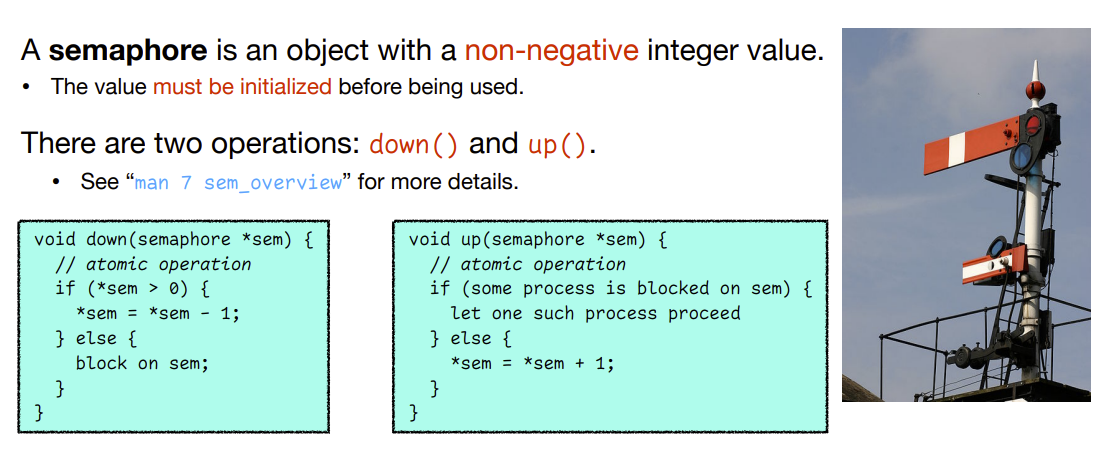 A semaphore is an object with a non-negative integer value.
• The value must be initialized before being used.
There are two operations: down() and up().
• See “man 7 sem_overview” for more details.
void down(semaphore *sem) {
// atomic operation
if (*sem > 0) {
*sem = *sem - 1;
} else {
block on sem;
}
}
void up(semaphore *sem) {
// atomic operation
if (some process is blocked on sem) {
let one such process proceed
} else {
*sem = *sem + 1;
}
}